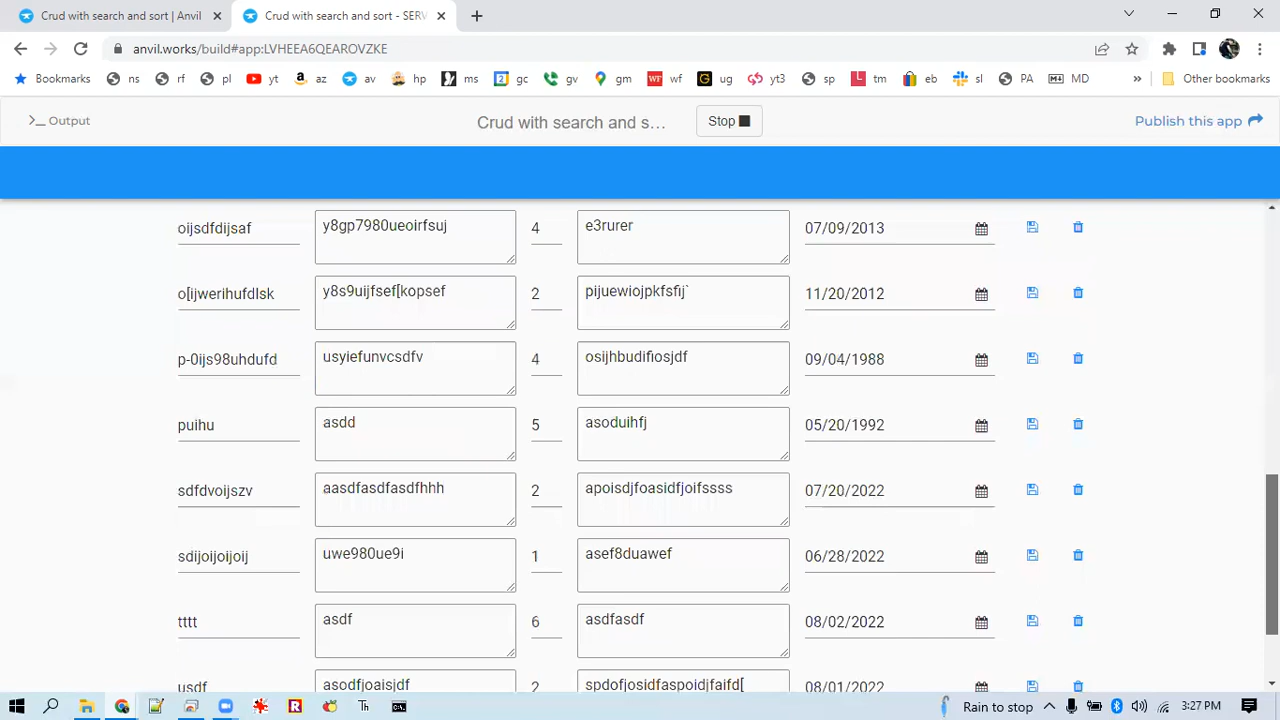 Crud with search and sort | Anvil
Crud with search and sort - SERV
anvil.works/build#app:LVHEEA6QEAROVZKE
Bookmarks ns rf pl yt az av hp ms gc gv gm wf ug yt3 sp tm eb sl PA MD » Other bookmarks
>_ Output Crud with search and s... Stop Publish this app
oijsdfdijsaf y8gp7980ueoirfsuj 4 e3rurer 07/09/2013
o[ijwerihufdlsk y8s9uijfsef[kopsef 2 pijuewiojpkfsfij` 11/20/2012
p-0ijs98uhdufd usyiefunvcsdfv 4 osijhbudifiosjdf 09/04/1988
puihu asdd 5 asoduihfj 05/20/1992
sdfdvoijszv aasdfasdfasdfhhh 2 apoisdjfoasidfjoifssss 07/20/2022
sdijoijoijoij uwe980ue9i 1 asef8duawef 06/28/2022
tttt asdf 6 asdfasdf 08/02/2022
usdf asodfjoaisjdf 2 spdofjosidfaspoidjfaifd[ 08/01/2022
Rain to stop 3:27 PM